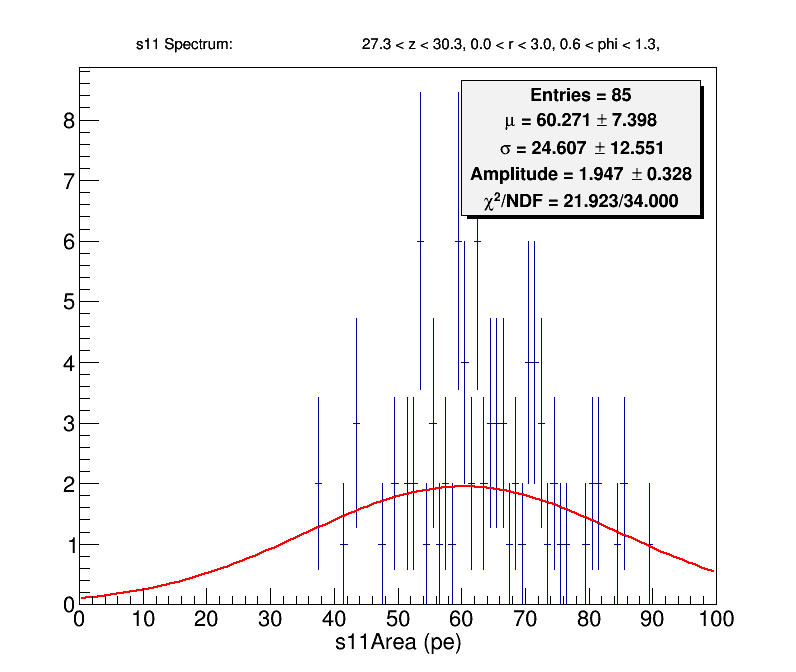 s11 Spectrum: 27.3 < z < 30.3, 0.0 < r < 3.0, 0.6 < phi < 1.3,
Entries = 85
μ = 60.271 ± 7.398
σ = 24.607 ± 12.551
Amplitude = 1.947 ± 0.328
χ²/NDF = 21.923/34.000
8
7
6
5
4
3
2
1
0
0 10 20 30 40 50 60 70 80 90 100
s11Area (pe)